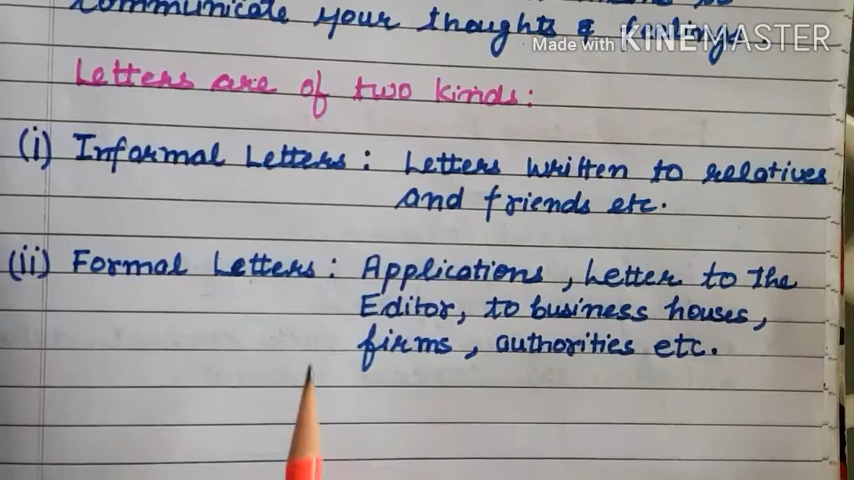 communicate your thoughts & feelings
Made with KINEMASTER
Letters are of two kinds:
(i) Informal Letters: Letters written to relatives
and friends etc.
(ii) Formal Letters: Applications, Letter to the
Editor, to business houses,
firms, authorities etc.